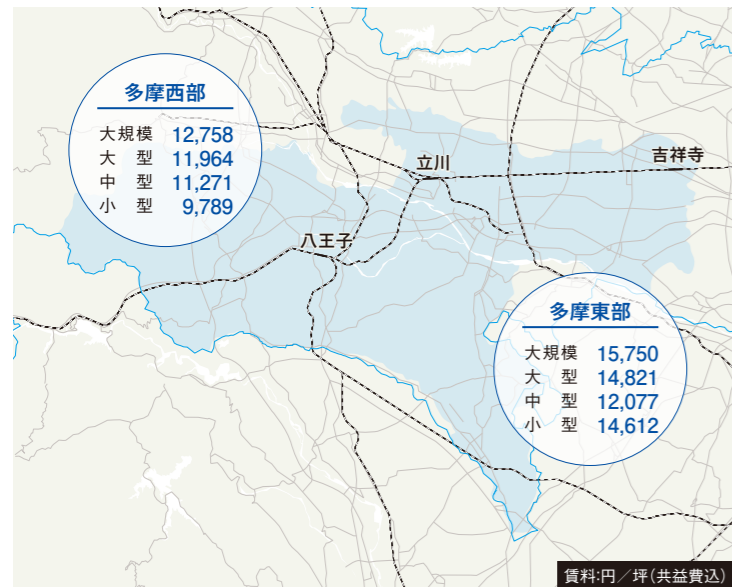 多摩西部
大規模 12,758
大型 11,964
中型 11,271
小型 9,789
立川
吉祥寺
八王子
多摩東部
大規模 15,750
大型 14,821
中型 12,077
小型 14,612
賃料:円/坪(共益費込)